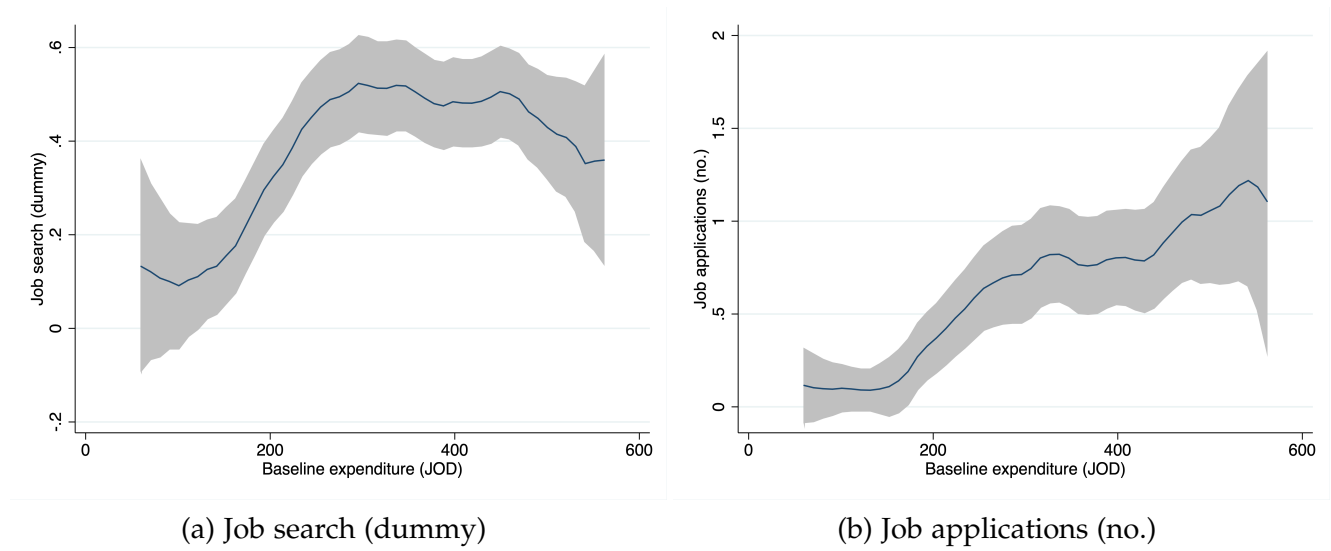 Job search (dummy)
.6
.4
.2
0
-.2
0 200 400 600
Baseline expenditure (JOD)
(a) Job search (dummy)
Job applications (no.)
2
1.5
1
.5
0
0 200 400 600
Baseline expenditure (JOD)
(b) Job applications (no.)